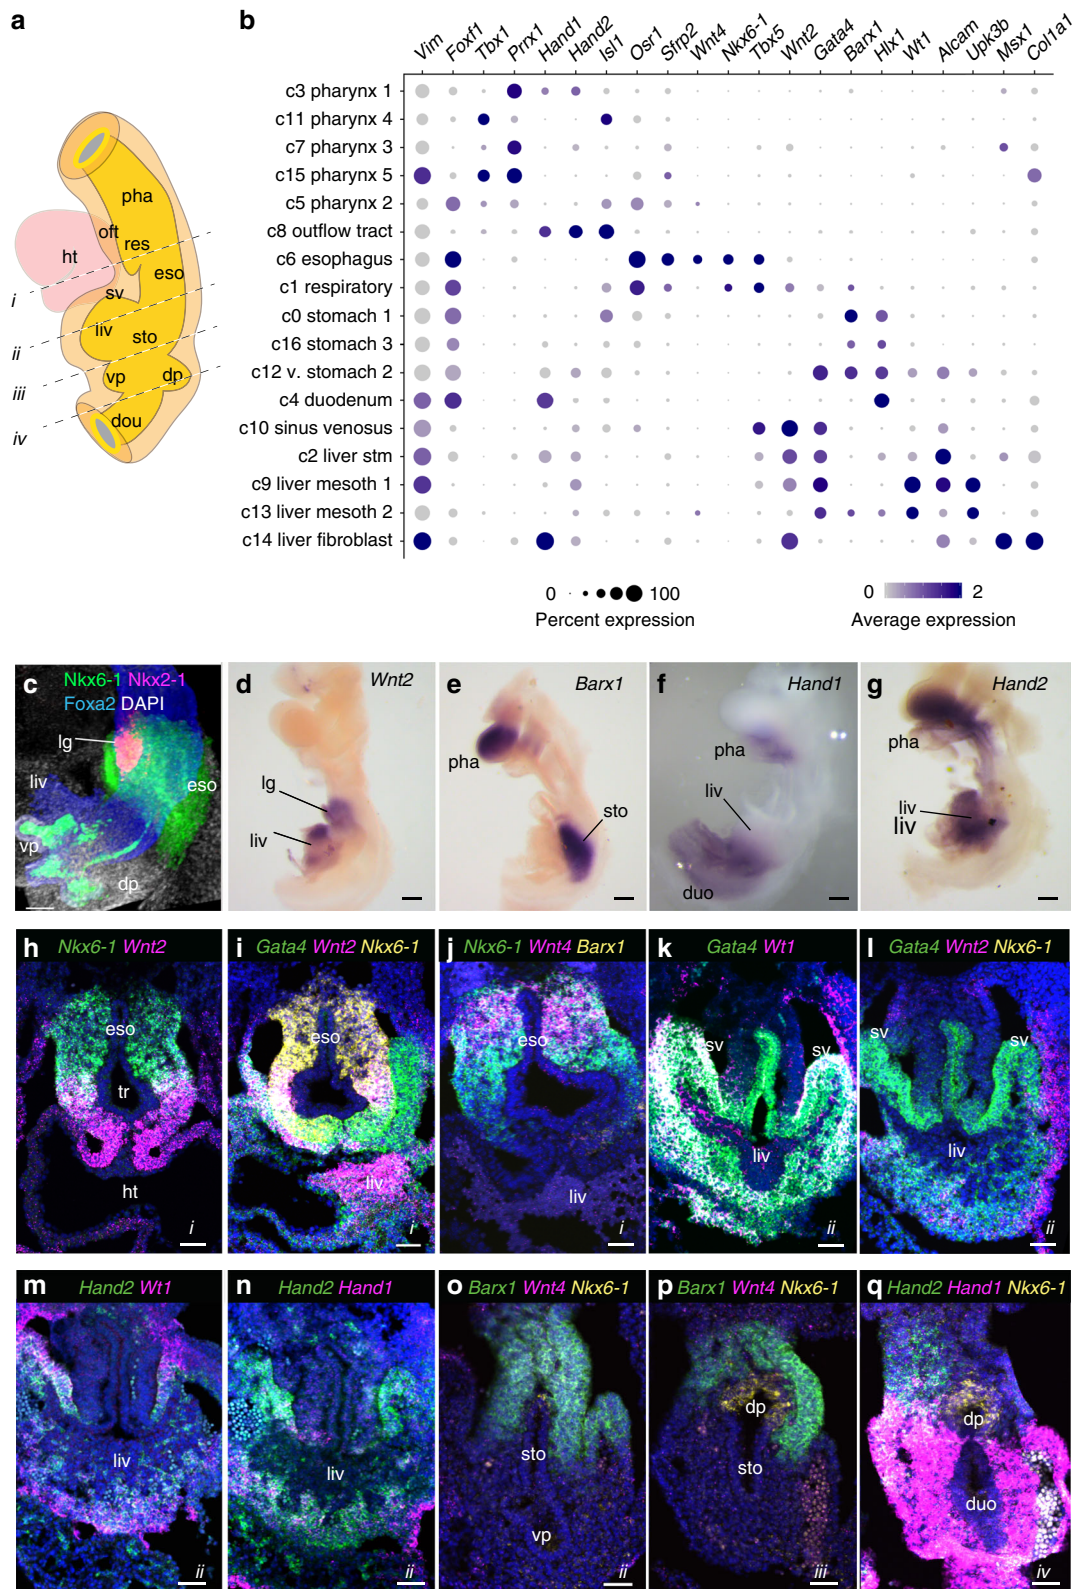 a
pha
oft
res
ht
eso
sv
i
liv
sto
ii
vp
dp
iii
dou
iv
b
Vim Foxf1 Tbx1 Prrx1 Hand1 Hand2 Isl1 Osr1 Sfrp2 Wnt4 Nkx6-1 Tbx5 Wnt2 Gata4 Barx1 Hlx1 Wt1 Alcam Upk3b Msx1 Col1a1
c3 pharynx 1
c11 pharynx 4
c7 pharynx 3
c15 pharynx 5
c5 pharynx 2
c8 outflow tract
c6 esophagus
c1 respiratory
c0 stomach 1
c16 stomach 3
c12 v. stomach 2
c4 duodenum
c10 sinus venosus
c2 liver stm
c9 liver mesoth 1
c13 liver mesoth 2
c14 liver fibroblast
0 100
Percent expression
0 2
Average expression
c
Nkx6-1 Nkx2-1
Foxa2 DAPI
lg
liv
eso
vp
dp
d
Wnt2
lg
liv
e
Barx1
pha
sto
f
Hand1
pha
liv
duo
g
Hand2
pha
liv
liv
h Nkx6-1 Wnt2
eso
tr
ht
i
i Gata4 Wnt2 Nkx6-1
eso
liv
i
j Nkx6-1 Wnt4 Barx1
eso
liv
i
k Gata4 Wt1
sv
sv
liv
ii
l Gata4 Wnt2 Nkx6-1
sv
sv
liv
ii
m Hand2 Wt1
liv
ii
n Hand2 Hand1
liv
ii
o Barx1 Wnt4 Nkx6-1
sto
vp
ii
p Barx1 Wnt4 Nkx6-1
dp
sto
iii
q Hand2 Hand1 Nkx6-1
dp
duo
iv